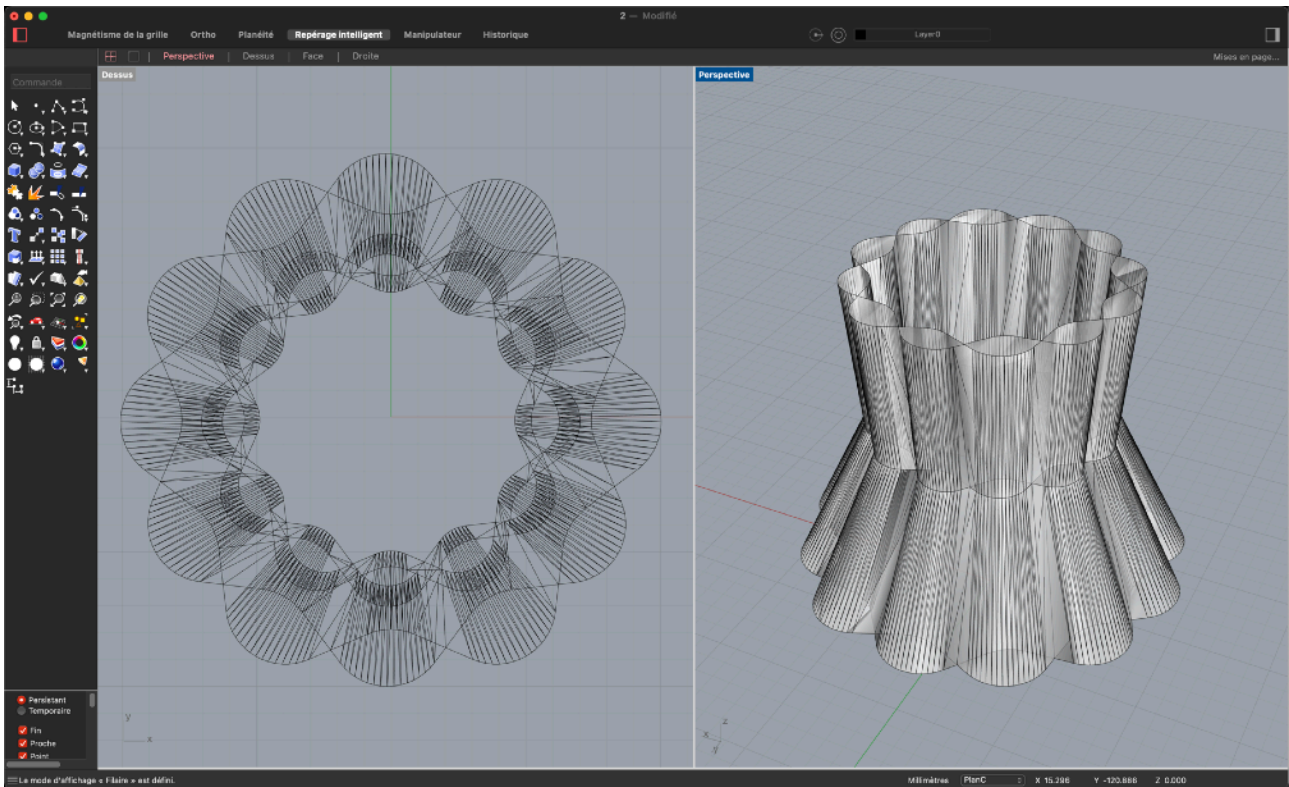 2 — Modifié
Magnétisme de la grille Ortho Planéité Repérage intelligent Manipulateur Historique Layer0
Perspective Dessus Face Droite Mises en page...
Commande
Dessus
Perspective
Persistant
Temporaire
Fin
Proche
Point
y
x
z
x
y
Le mode d'affichage « Filaire » est défini.
Millimètres PlanC X 15.286 Y -120.886 Z 0.000